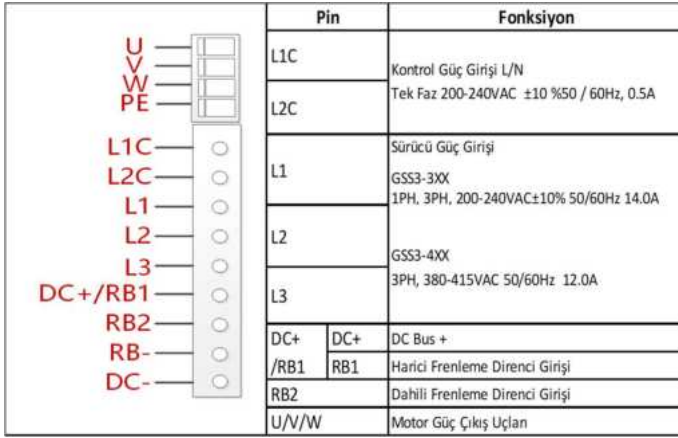 U
V
W
PE
L1C
L2C
L1
L2
L3
DC+/RB1
RB2
RB-
DC-
Pin Fonksiyon
L1C
Kontrol Güç Girişi L/N
Tek Faz 200-240VAC ±10 %50 / 60Hz, 0.5A
L2C
Sürücü Güç Girişi
L1
GSS3-3XX
1PH, 3PH, 200-240VAC±10% 50/60Hz 14.0A
L2
GSS3-4XX
3PH, 380-415VAC 50/60Hz 12.0A
L3
DC+ DC+ DC Bus +
/RB1 RB1 Harici Frenleme Direnci Girişi
RB2 Dahili Frenleme Direnci Girişi
U/V/W Motor Güç Çıkış Uçları